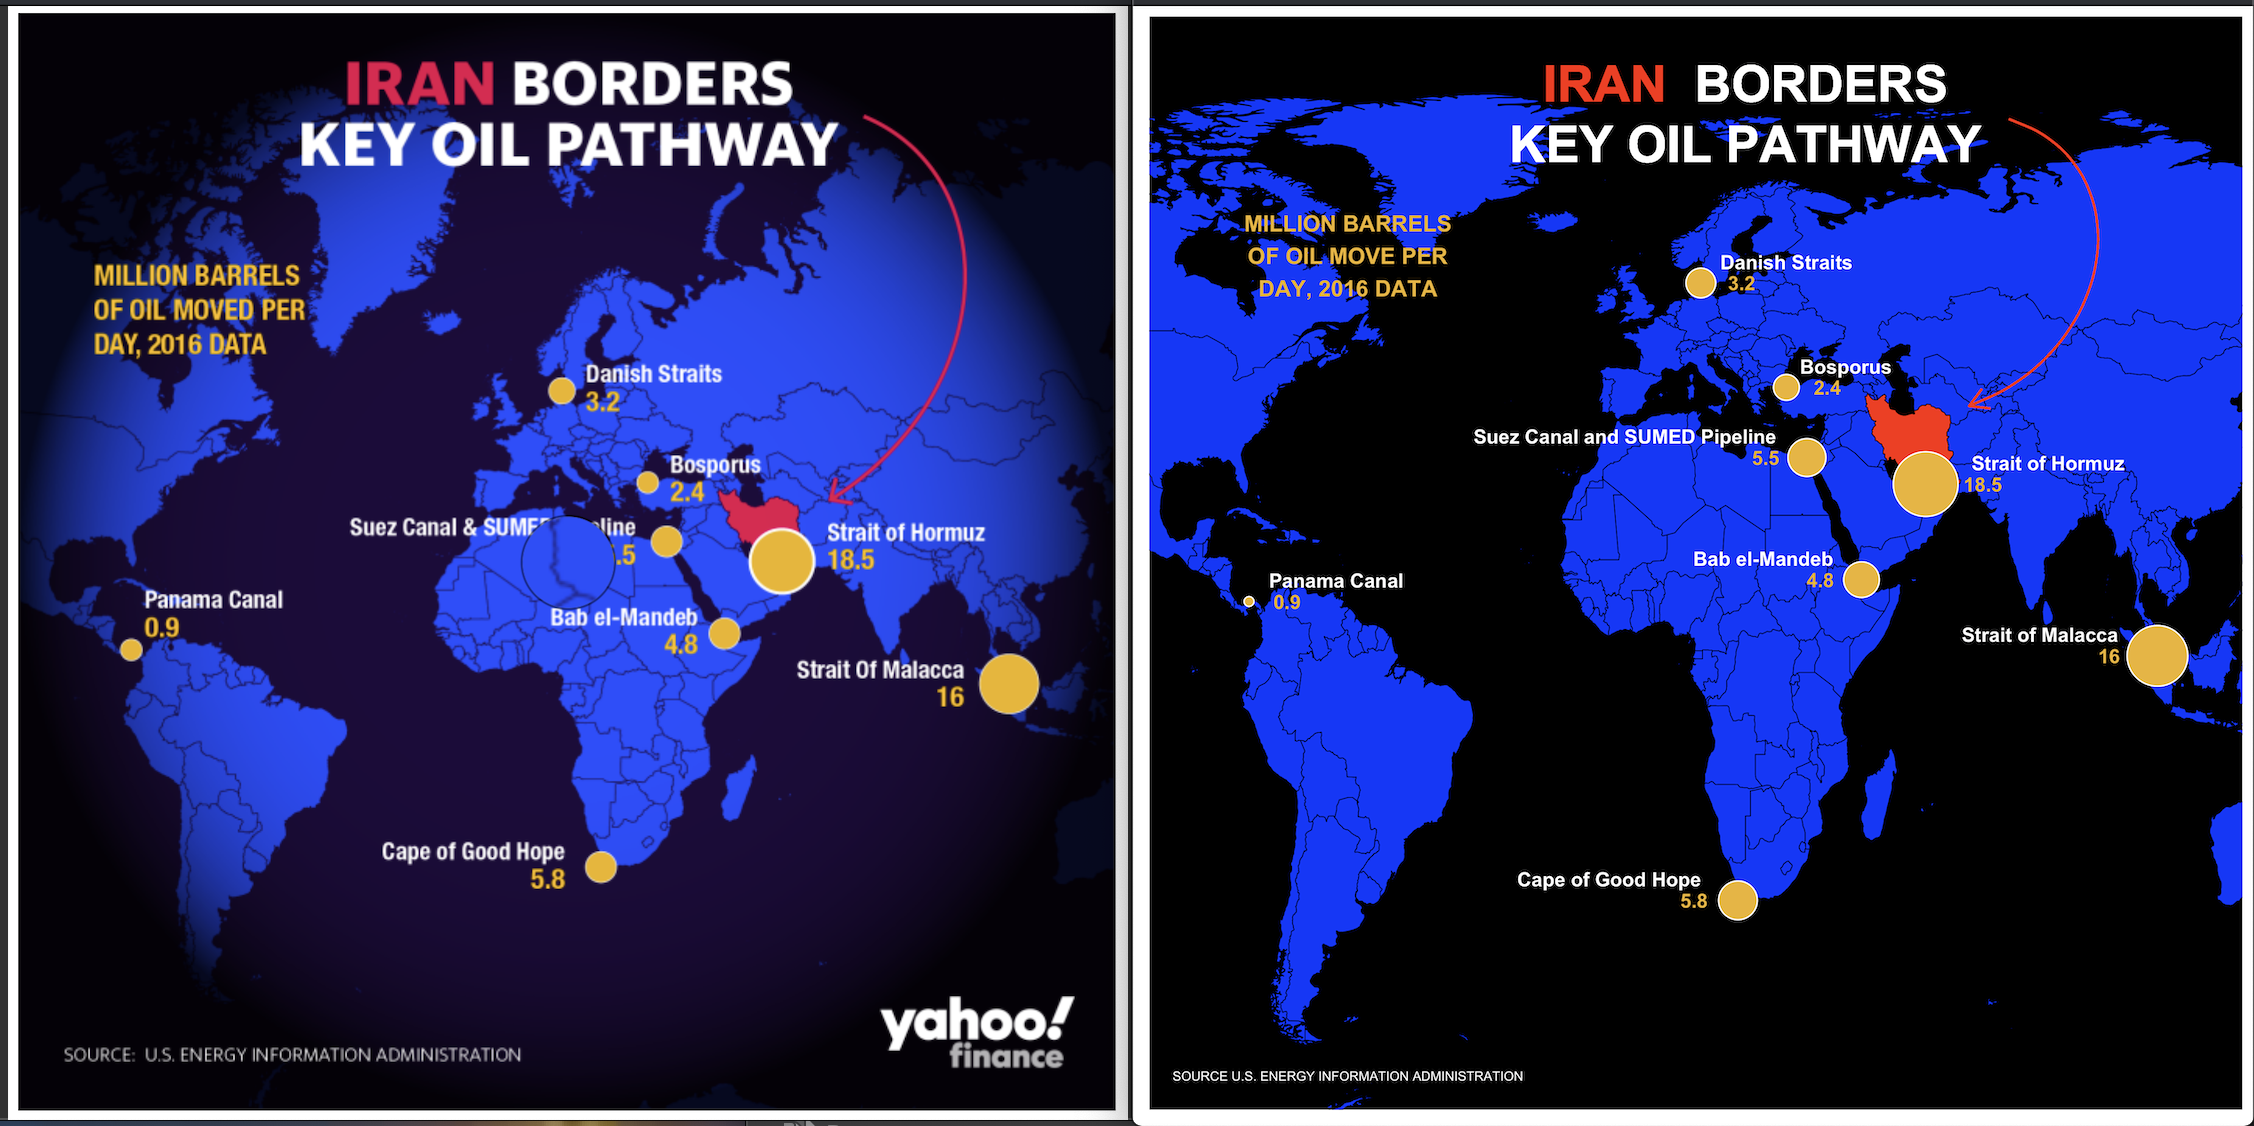 IRAN BORDERS
KEY OIL PATHWAY
MILLION BARRELS
OF OIL MOVED PER
DAY, 2016 DATA
Danish Straits
3.2
Bosporus
2.4
Suez Canal &
.5
Strait of Hormuz
18.5
Panama Canal
0.9
Bab el-Mandeb
4.8
Strait Of Malacca
16
Cape of Good Hope
5.8
yahoo!
finance
SOURCE: U.S. ENERGY INFORMATION ADMINISTRATION
IRAN BORDERS
KEY OIL PATHWAY
MILLION BARRELS
OF OIL MOVE PER
DAY, 2016 DATA
Danish Straits
3.2
Bosporus
2.4
Suez Canal and SUMED Pipeline
5.5
Strait of Hormuz
18.5
Bab el-Mandeb
4.8
Panama Canal
0.9
Strait of Malacca
16
Cape of Good Hope
5.8
SOURCE U.S. ENERGY INFORMATION ADMINISTRATION